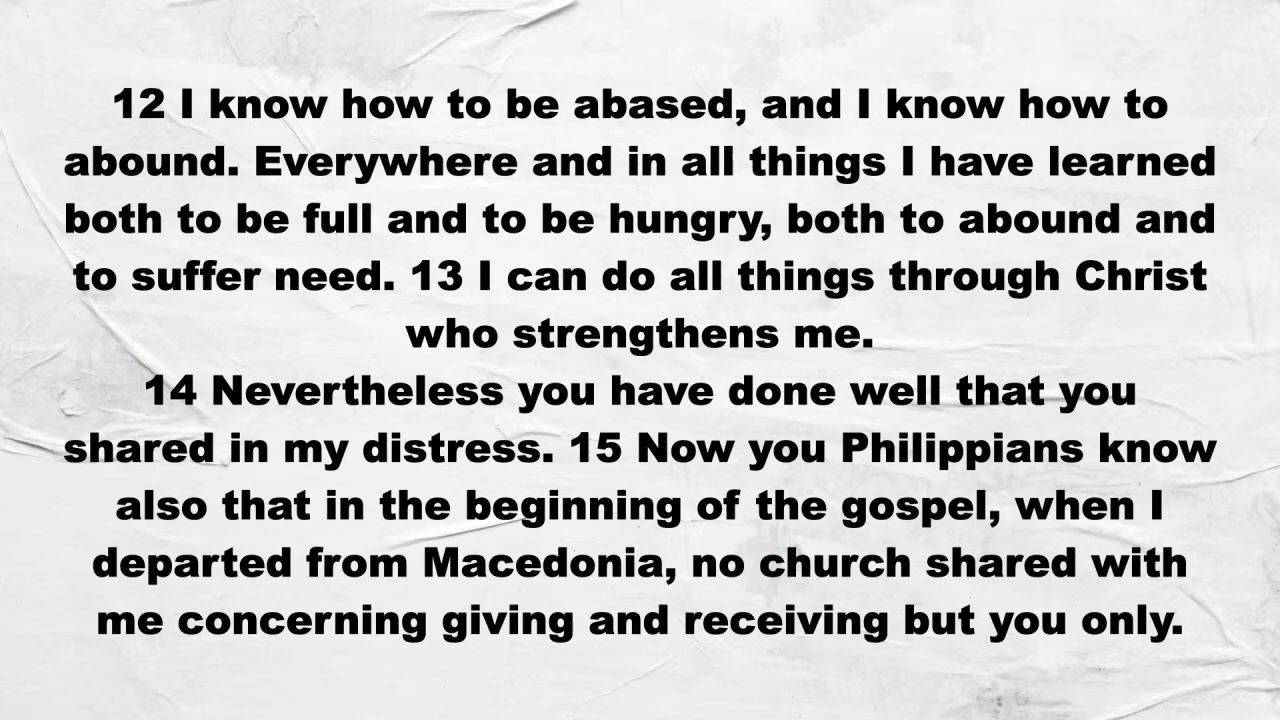 12 I know how to be abased, and I know how to
abound. Everywhere and in all things I have learned
both to be full and to be hungry, both to abound and
to suffer need. 13 I can do all things through Christ
who strengthens me.
14 Nevertheless you have done well that you
shared in my distress. 15 Now you Philippians know
also that in the beginning of the gospel, when I
departed from Macedonia, no church shared with
me concerning giving and receiving but you only.